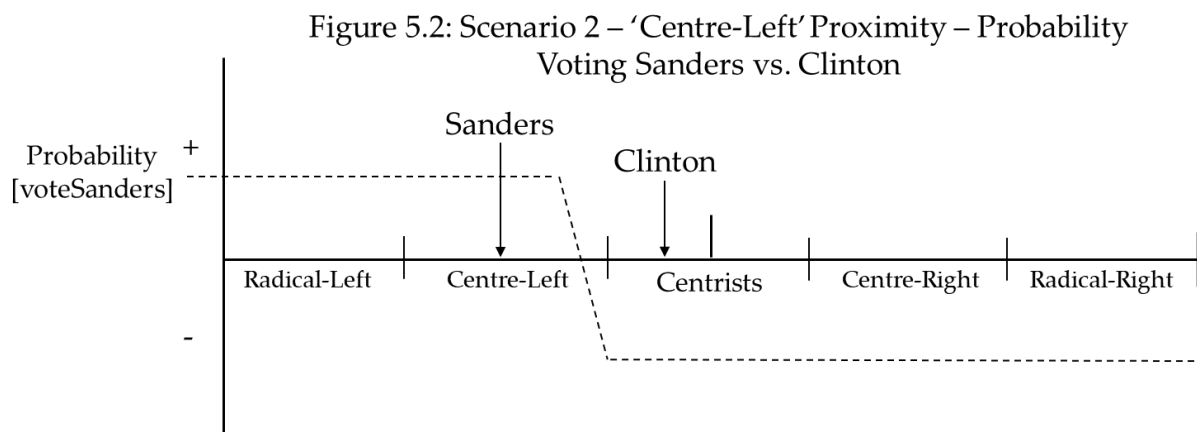 Figure 5.2: Scenario 2 – ‘Centre-Left’ Proximity – Probability
Voting Sanders vs. Clinton
Sanders
Clinton
Probability +
[voteSanders]
Radical-Left Centre-Left Centrists Centre-Right Radical-Right
-